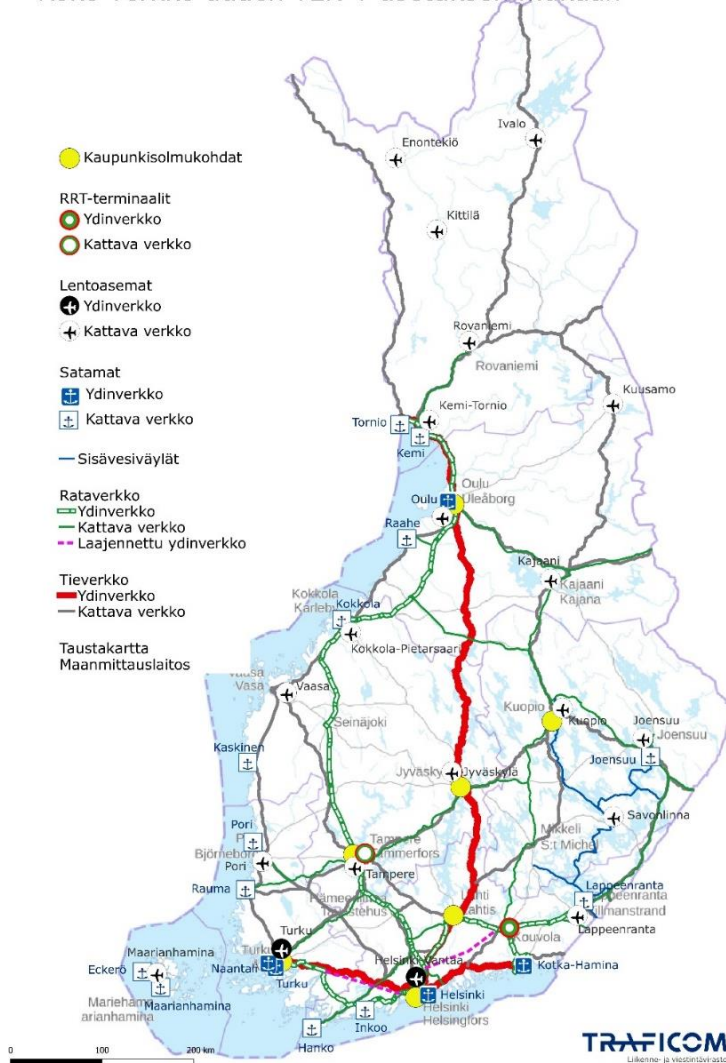 Kaupunkisolmukohdat
RRT-terminaalit
Ydinverkko
Kattava verkko
Lentoasemat
Ydinverkko
Kattava verkko
Satamat
Ydinverkko
Kattava verkko
Sisävesiväylät
Rataverkko
Ydinverkko
Kattava verkko
Laajennettu ydinverkko
Tieverkko
Ydinverkko
Kattava verkko
Taustakartta
Maanmittauslaitos
Ivalo
Enontekiö
Kittilä
Rovaniemi
Rovaniemi
Kuusamo
Kemi-Tornio
Tornio
Kemi
Oulu
Oulu
Uleåborg
Raahe
Kajaani
Kajaani
Kajana
Kokkola
Karleby
Kokkola
Kokkola-Pietarsaari
Vaasa
Vasa
Seinäjoki
Kuopio
Kuopio
Joensuu
Joensuu
Joensuu
Kaskinen
Jyväskylä
Savonlinna
Mikkeli
S:t Michel
Pori
Björneborg
Pori
Tampere
Tammerfors
Tampere
Rauma
Lappeenranta
Lappeenranta
Kouvola
Turku
Helsinki-Vantaa
Kotka-Hamina
Naantali
Turku
Maarianhamina
Eckerö
Maarianhamina
Helsinki
Helsinki
Helsingfors
Inkoo
Hanko
0 100 200 km
TRAFICOM
Liikenne- ja viestintävirasto